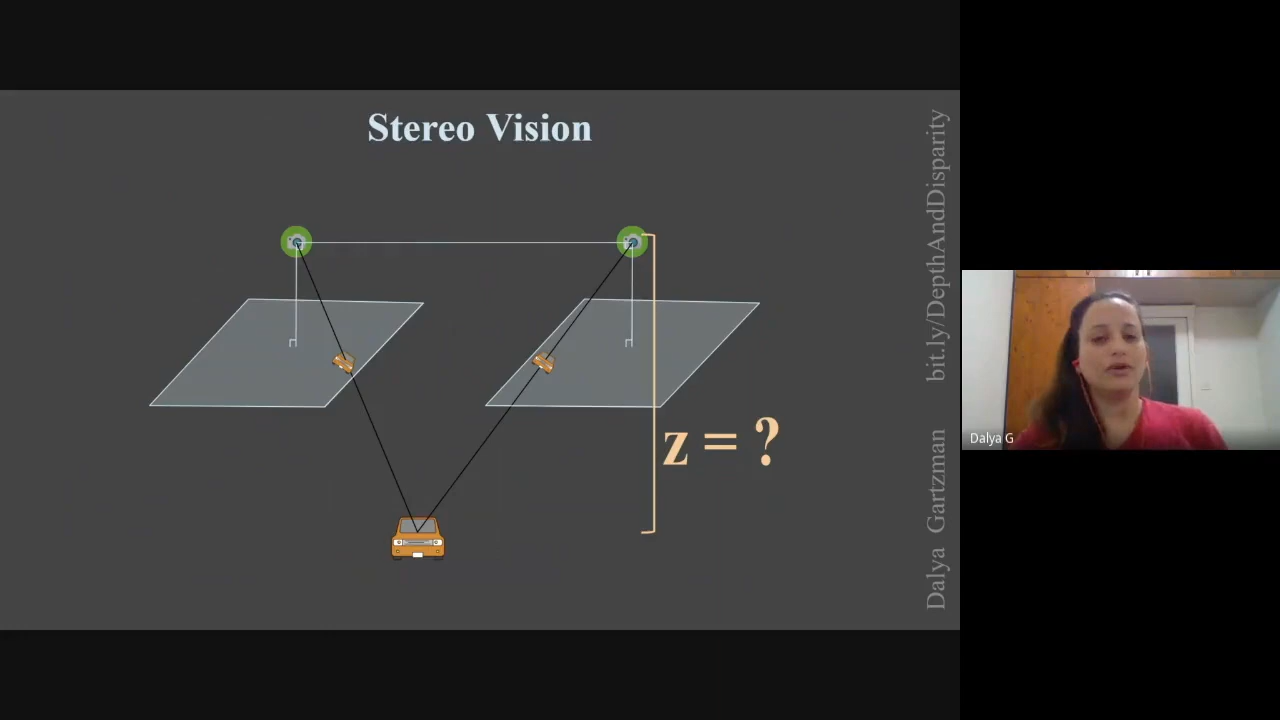 Stereo Vision
z = ?
Dalya Gartzman bit.ly/DepthAndDisparity
Dalya G